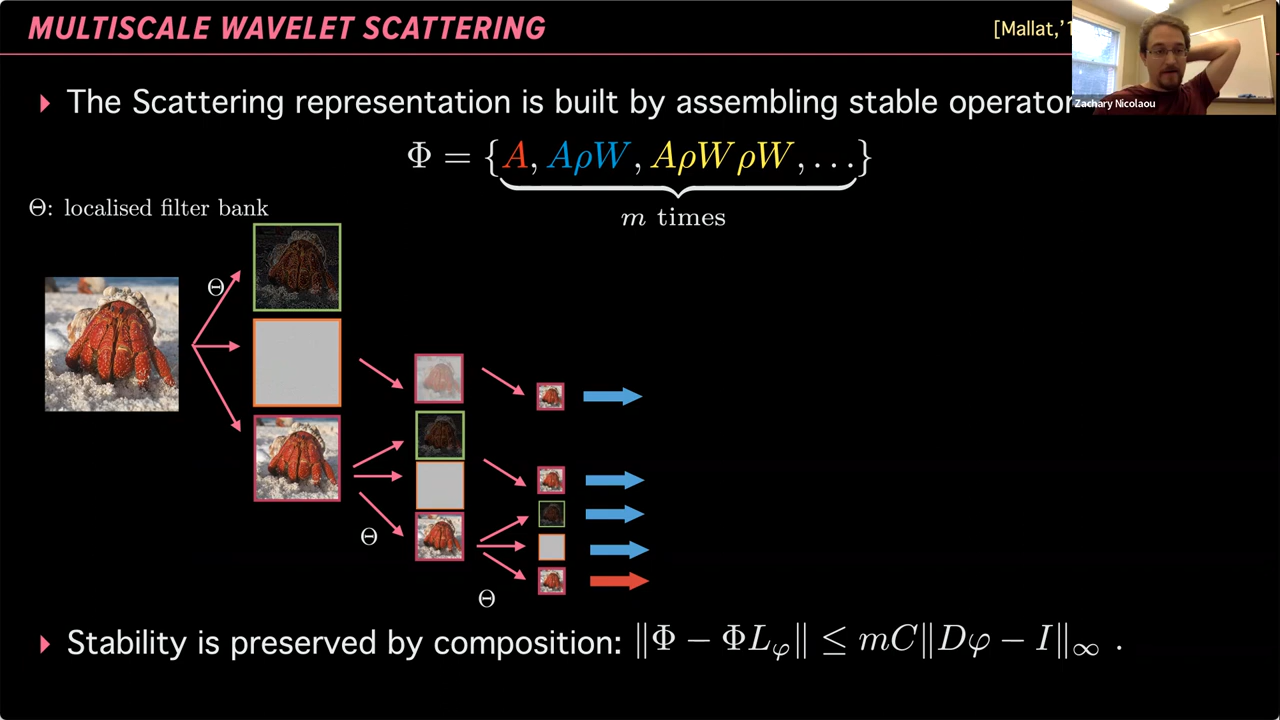 MULTISCALE WAVELET SCATTERING
[Mallat,'1
Zachary Nicolaou
The Scattering representation is built by assembling stable operator
Φ = {A, AρW, AρWρW, ...}
m times
Θ: localised filter bank
Θ
Θ
Θ
Stability is preserved by composition: ‖Φ − ΦL_φ‖ ≤ mC‖Dφ − I‖_∞ .